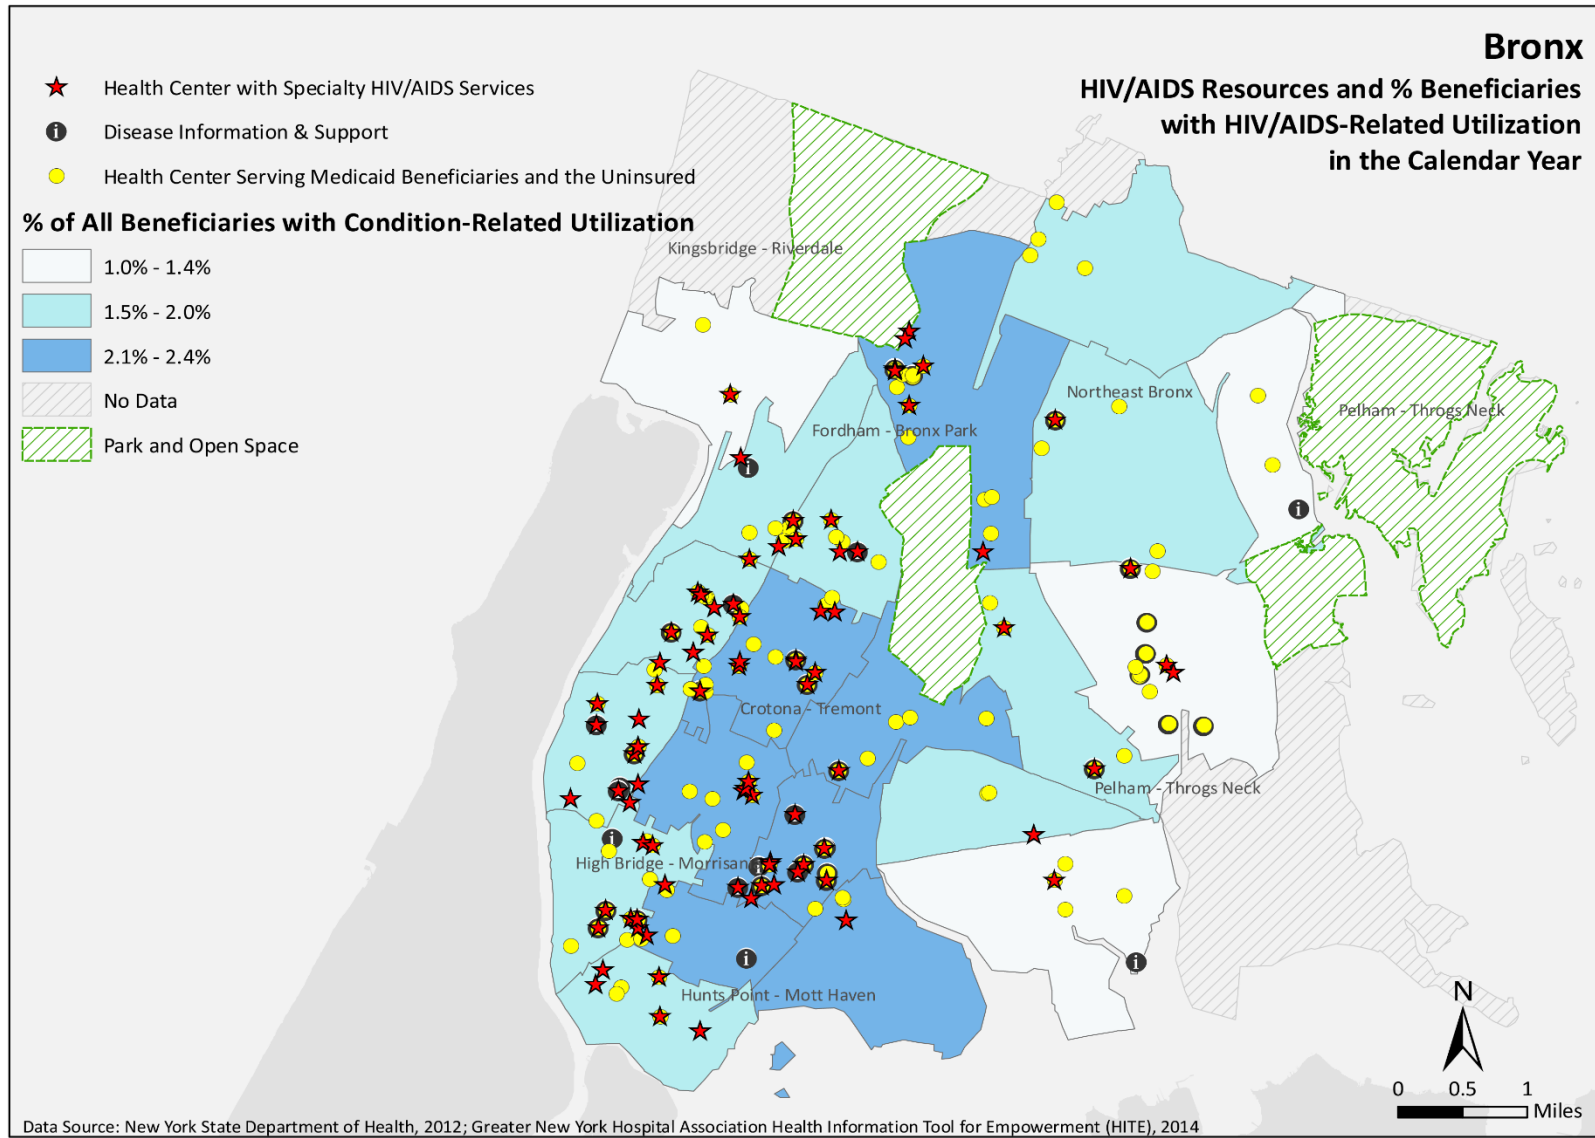 Bronx
HIV/AIDS Resources and % Beneficiaries
with HIV/AIDS-Related Utilization
in the Calendar Year
Health Center with Specialty HIV/AIDS Services
i Disease Information & Support
Health Center Serving Medicaid Beneficiaries and the Uninsured
% of All Beneficiaries with Condition-Related Utilization
1.0% - 1.4%
1.5% - 2.0%
2.1% - 2.4%
No Data
Park and Open Space
Kingsbridge - Riverdale
Northeast Bronx
Pelham - Throgs Neck
Fordham - Bronx Park
i
i
Crotona - Tremont
Pelham - Throgs Neck
i
High Bridge - Morrisan
i
i
Hunts Point - Mott Haven
N
0 0.5 1
Miles
Data Source: New York State Department of Health, 2012; Greater New York Hospital Association Health Information Tool for Empowerment (HITE), 2014